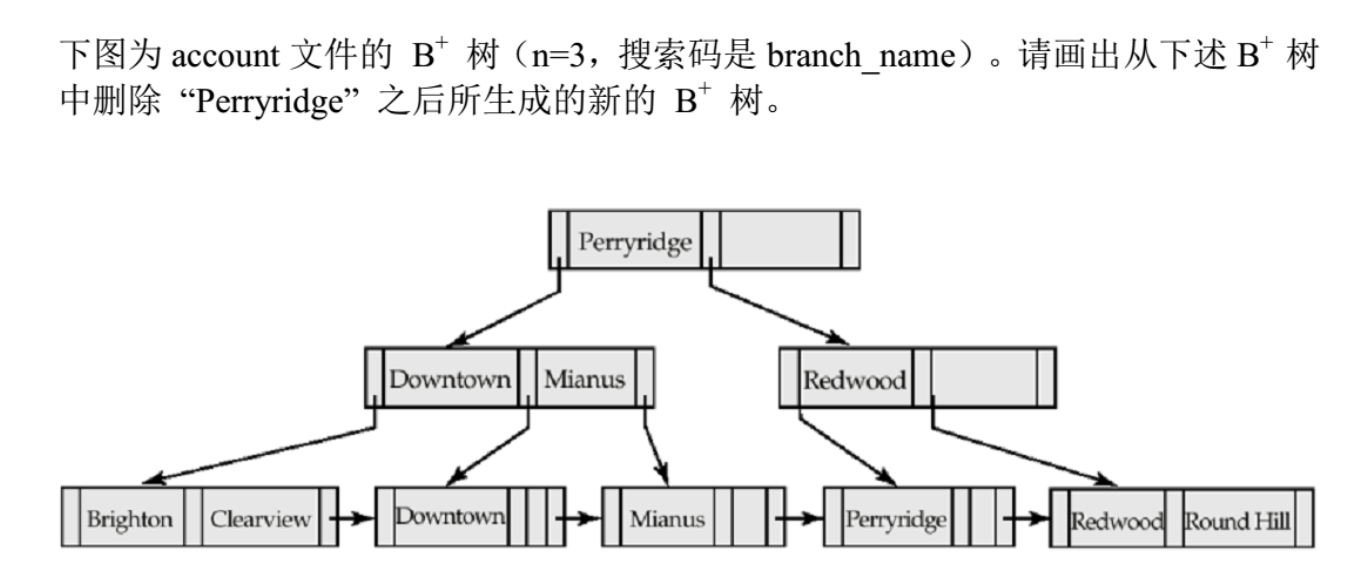 下图为 account 文件的 B⁺ 树（n=3，搜索码是 branch_name）。请画出从下述 B⁺ 树
中删除 “Perryridge” 之后所生成的新的 B⁺ 树。
Perryridge
Downtown Mianus Redwood
Brighton Clearview Downtown Mianus Perryridge Redwood Round Hill